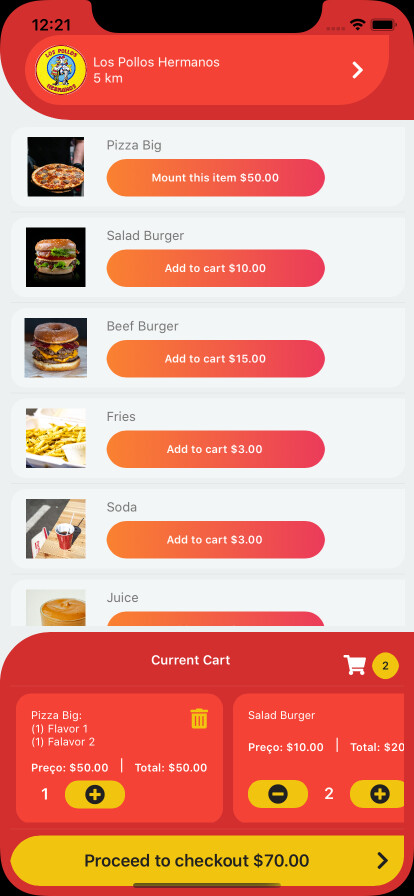 12:21
LOS POLLOS
HERMANOS
Los Pollos Hermanos
5 km
Pizza Big
Mount this item $50.00
Salad Burger
Add to cart $10.00
Beef Burger
Add to cart $15.00
Fries
Add to cart $3.00
Soda
Add to cart $3.00
Juice
Current Cart
2
Pizza Big:
(1) Flavor 1
(1) Falavor 2
Preço: $50.00 | Total: $50.00
1
Salad Burger
Preço: $10.00 | Total: $20
2
Proceed to checkout $70.00